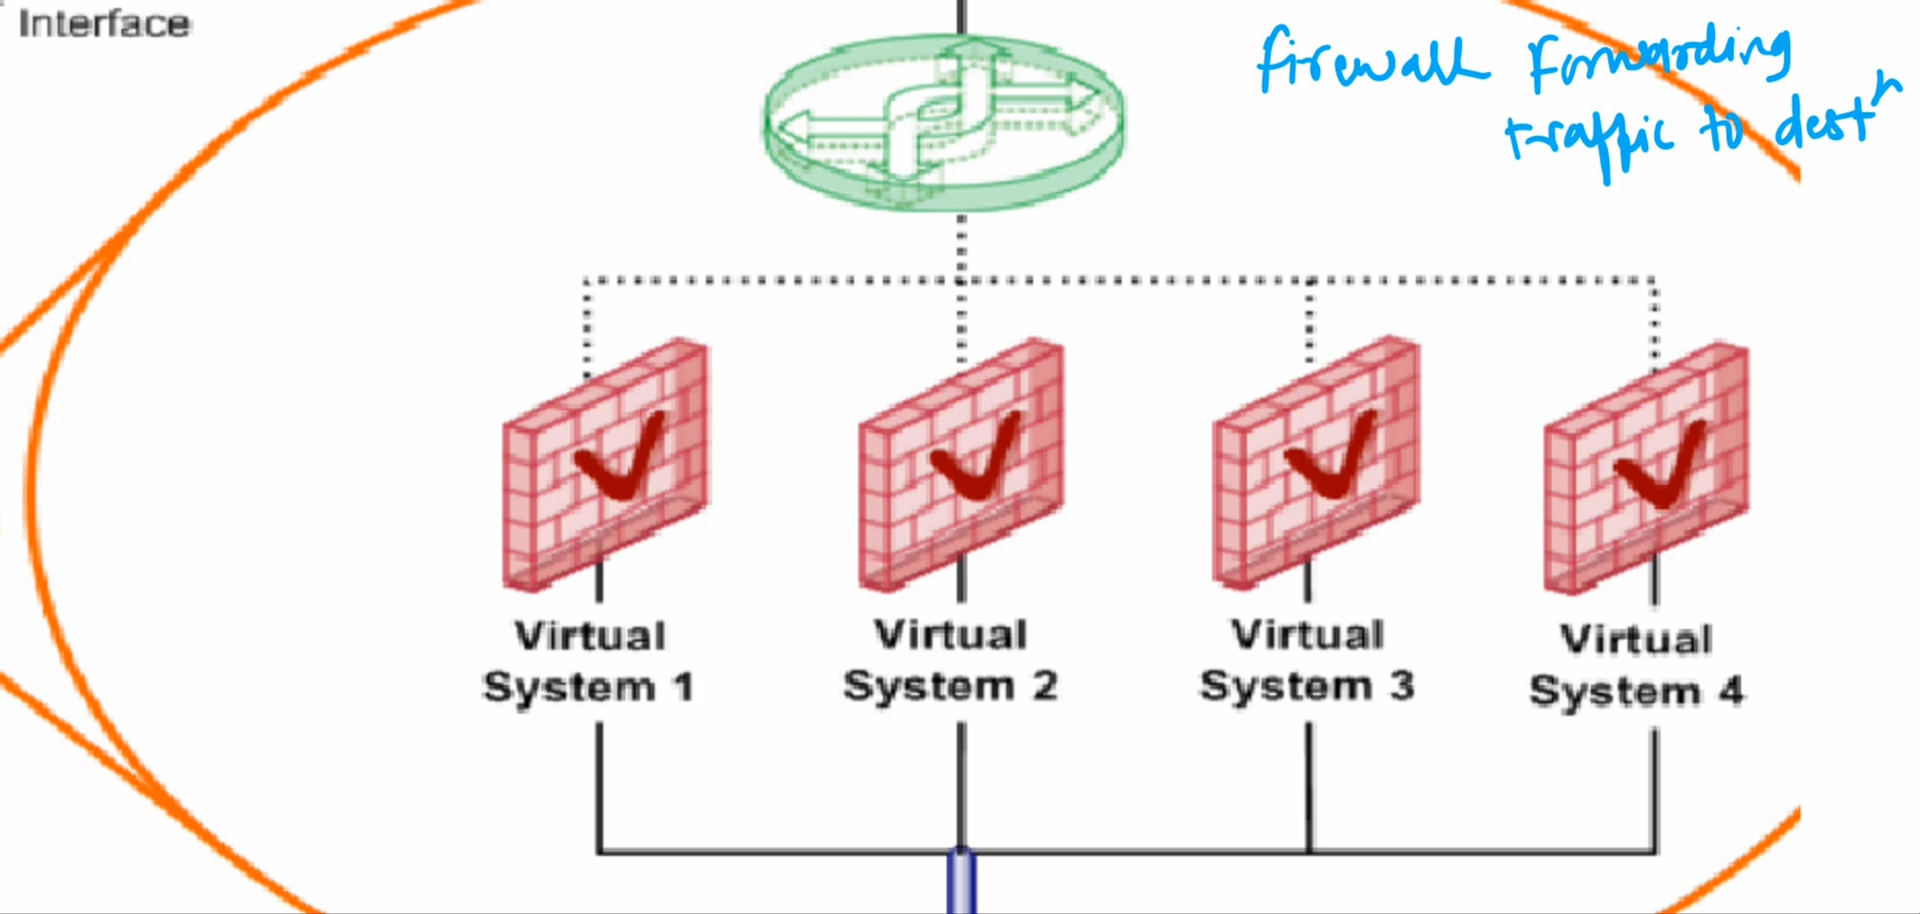 Interface
firewall Forwarding
traffic to destⁿ
Virtual
System 1
Virtual
System 2
Virtual
System 3
Virtual
System 4